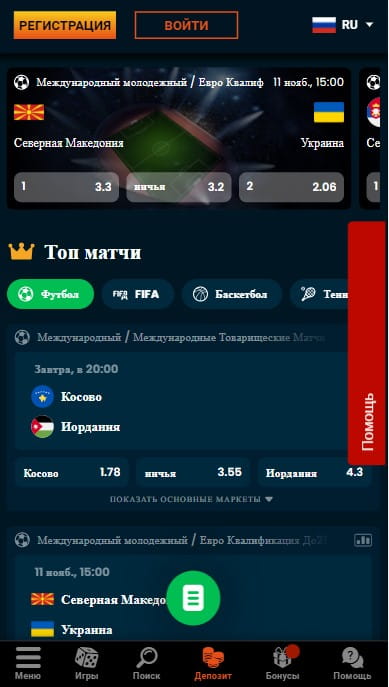 РЕГИСТРАЦИЯ
ВОЙТИ
RU
Международный молодежный / Евро Квалиф
11 нояб., 15:00
Северная Македония
Украина
1 3.3
ничья 3.2
2 2.06
Топ матчи
Футбол
FIFA FIFA
Баскетбол
Тенни
Помощь
Международный / Международные Товарищеские Матчи
Завтра, в 20:00
Косово
Иордания
Косово 1.78
ничья 3.55
Иордания 4.3
ПОКАЗАТЬ ОСНОВНЫЕ МАРКЕТЫ
Международный молодежный / Евро Квалификация До21
11 нояб., 15:00
Северная Македо
Украина
Меню
Игры
Поиск
Депозит
Бонусы
Помощь